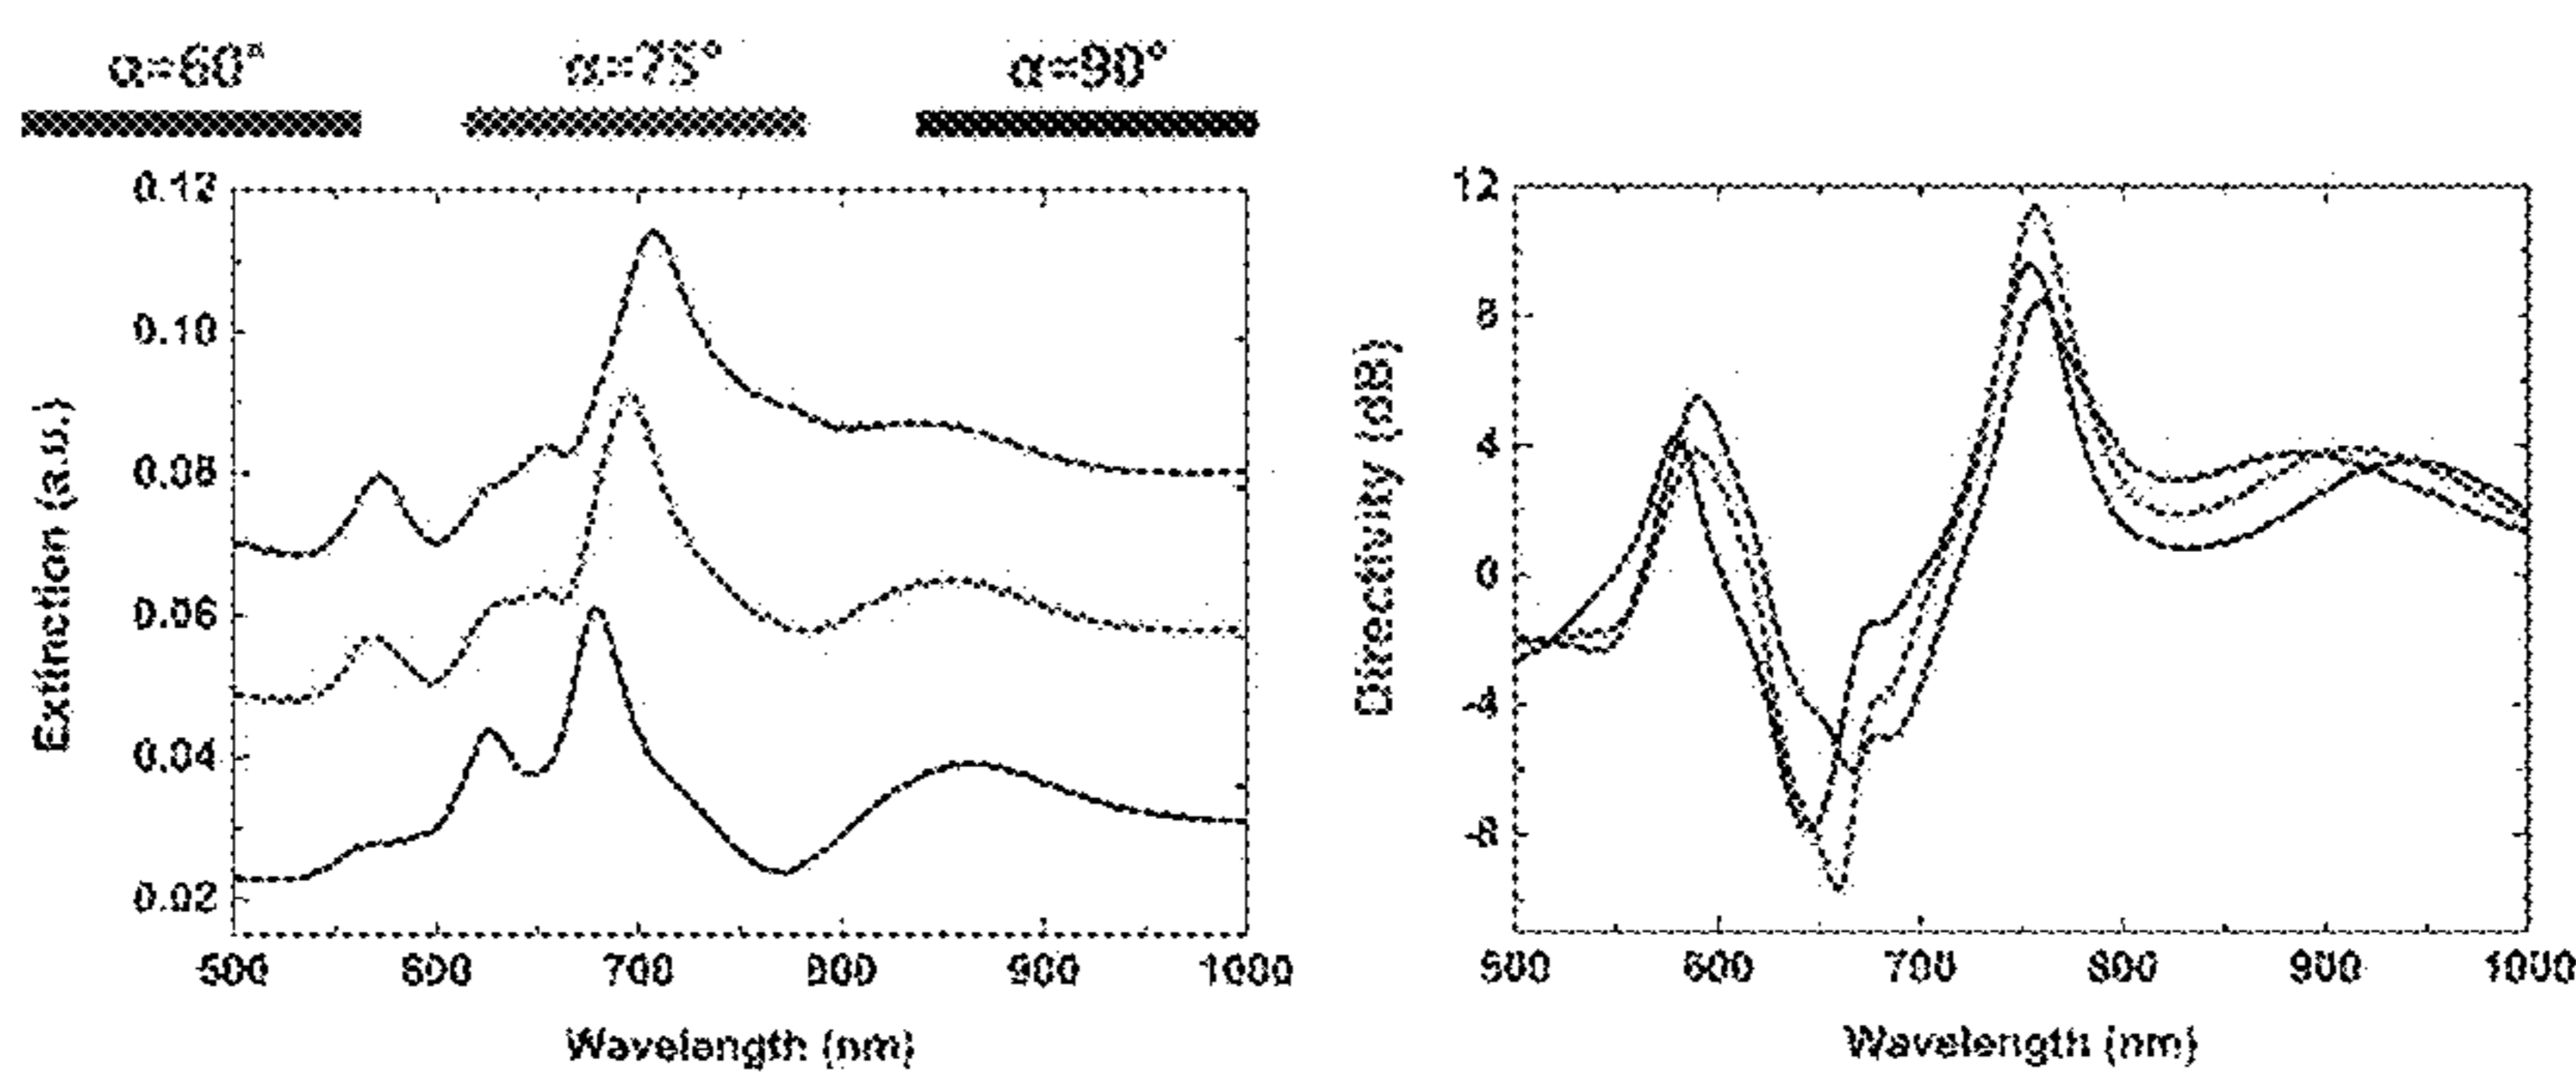 α=60° α=75° α=90°
0.12
0.10
0.08
0.06
0.04
0.02
Extinction (a.u.)
500 600 700 800 900 1000
Wavelength (nm)
12
8
4
0
-4
-8
Directivity (dB)
500 600 700 800 900 1000
Wavelength (nm)